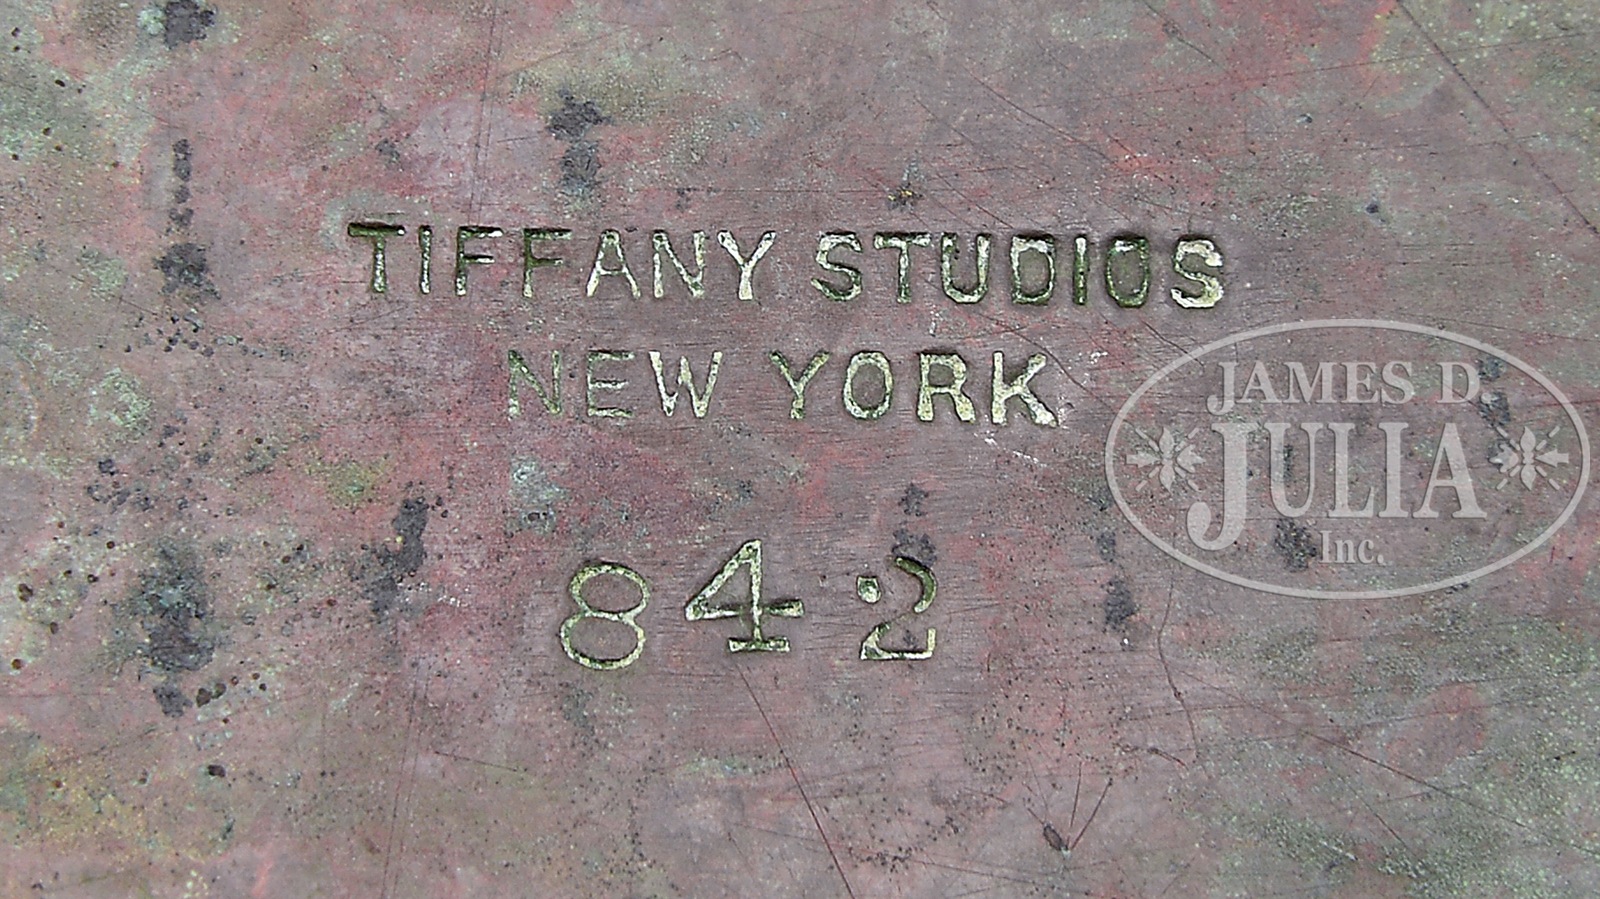 TIFFANY STUDIOS
NEW YORK
842
JAMES D.
JULIA
Inc.